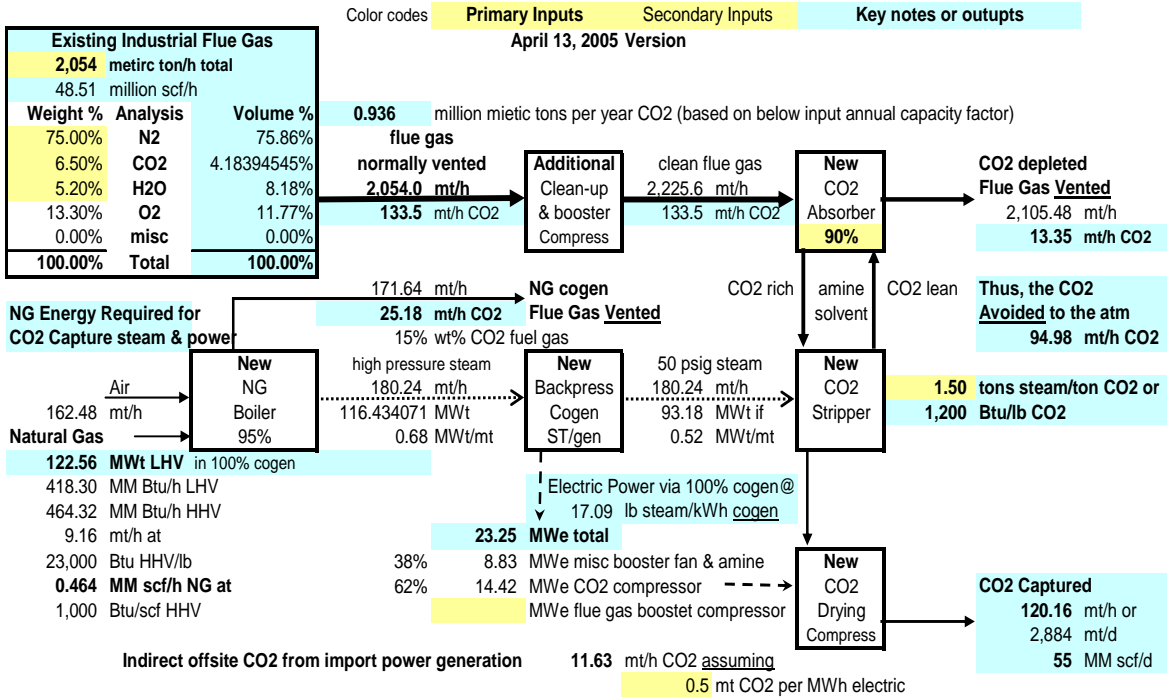 Color codes Primary Inputs Secondary Inputs Key notes or outupts
April 13, 2005 Version
Existing Industrial Flue Gas
2,054 metirc ton/h total
48.51 million scf/h
Weight % Analysis Volume %
75.00% N2 75.86%
6.50% CO2 4.18394545%
5.20% H2O 8.18%
13.30% O2 11.77%
0.00% misc 0.00%
100.00% Total 100.00%
0.936 million mietic tons per year CO2 (based on below input annual capacity factor)
flue gas
normally vented
2,054.0 mt/h
133.5 mt/h CO2
Additional
Clean-up
& booster
Compress
clean flue gas
2,225.6 mt/h
133.5 mt/h CO2
New
CO2
Absorber
90%
CO2 depleted
Flue Gas Vented
2,105.48 mt/h
13.35 mt/h CO2
171.64 mt/h
25.18 mt/h CO2
15% wt% CO2 fuel gas
NG cogen
Flue Gas Vented
CO2 rich
amine
solvent
CO2 lean
Thus, the CO2
Avoided to the atm
94.98 mt/h CO2
NG Energy Required for
CO2 Capture steam & power
Air
162.48 mt/h
Natural Gas
New
NG
Boiler
95%
high pressure steam
180.24 mt/h
116.434071 MWt
0.68 MWt/mt
New
Backpress
Cogen
ST/gen
50 psig steam
180.24 mt/h
93.18 MWt if
0.52 MWt/mt
New
CO2
Stripper
1.50 tons steam/ton CO2 or
1,200 Btu/lb CO2
122.56 MWt LHV in 100% cogen
418.30 MM Btu/h LHV
464.32 MM Btu/h HHV
9.16 mt/h at
23,000 Btu HHV/lb
0.464 MM scf/h NG at
1,000 Btu/scf HHV
Electric Power via 100% cogen@
17.09 lb steam/kWh cogen
23.25 MWe total
38% 8.83 MWe misc booster fan & amine
62% 14.42 MWe CO2 compressor
MWe flue gas boostet compressor
New
CO2
Drying
Compress
CO2 Captured
120.16 mt/h or
2,884 mt/d
55 MM scf/d
Indirect offsite CO2 from import power generation 11.63 mt/h CO2 assuming
0.5 mt CO2 per MWh electric